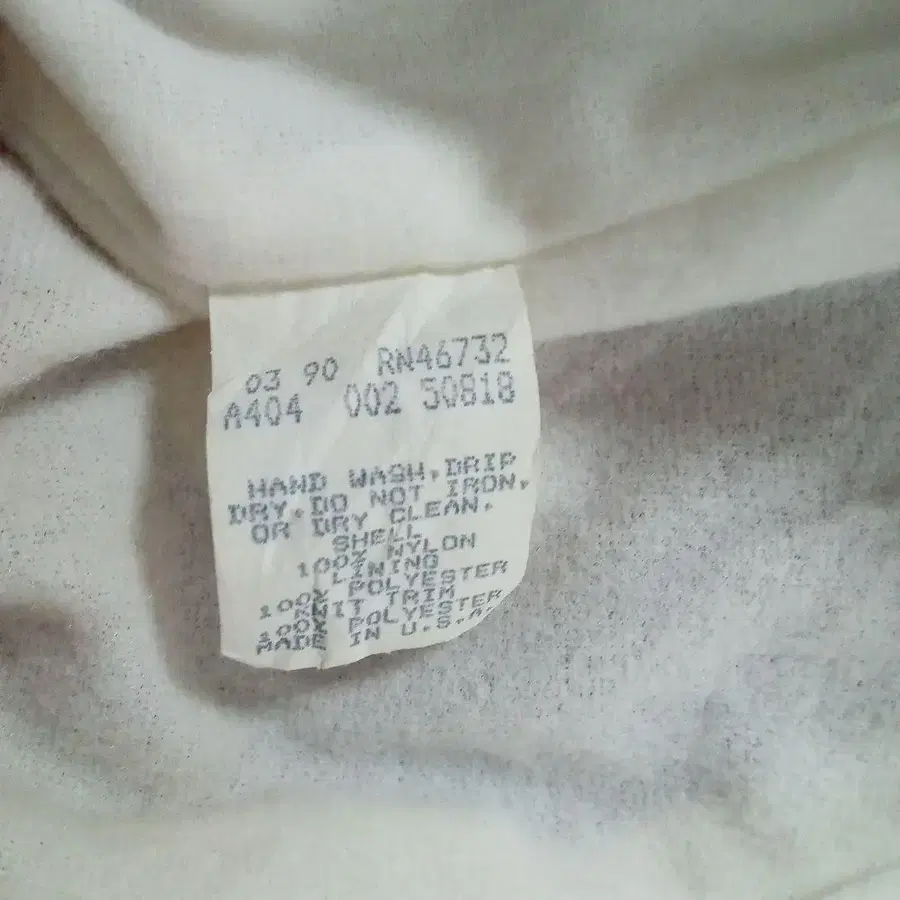 03 90 RN46732
A404 002 50818
HAND WASH, DRIP
DRY, DO NOT IRON,
OR DRY CLEAN.
SHELL
100% NYLON
LINING
100% POLYESTER
KNIT TRIM
100% POLYESTER
MADE IN U.S.A.